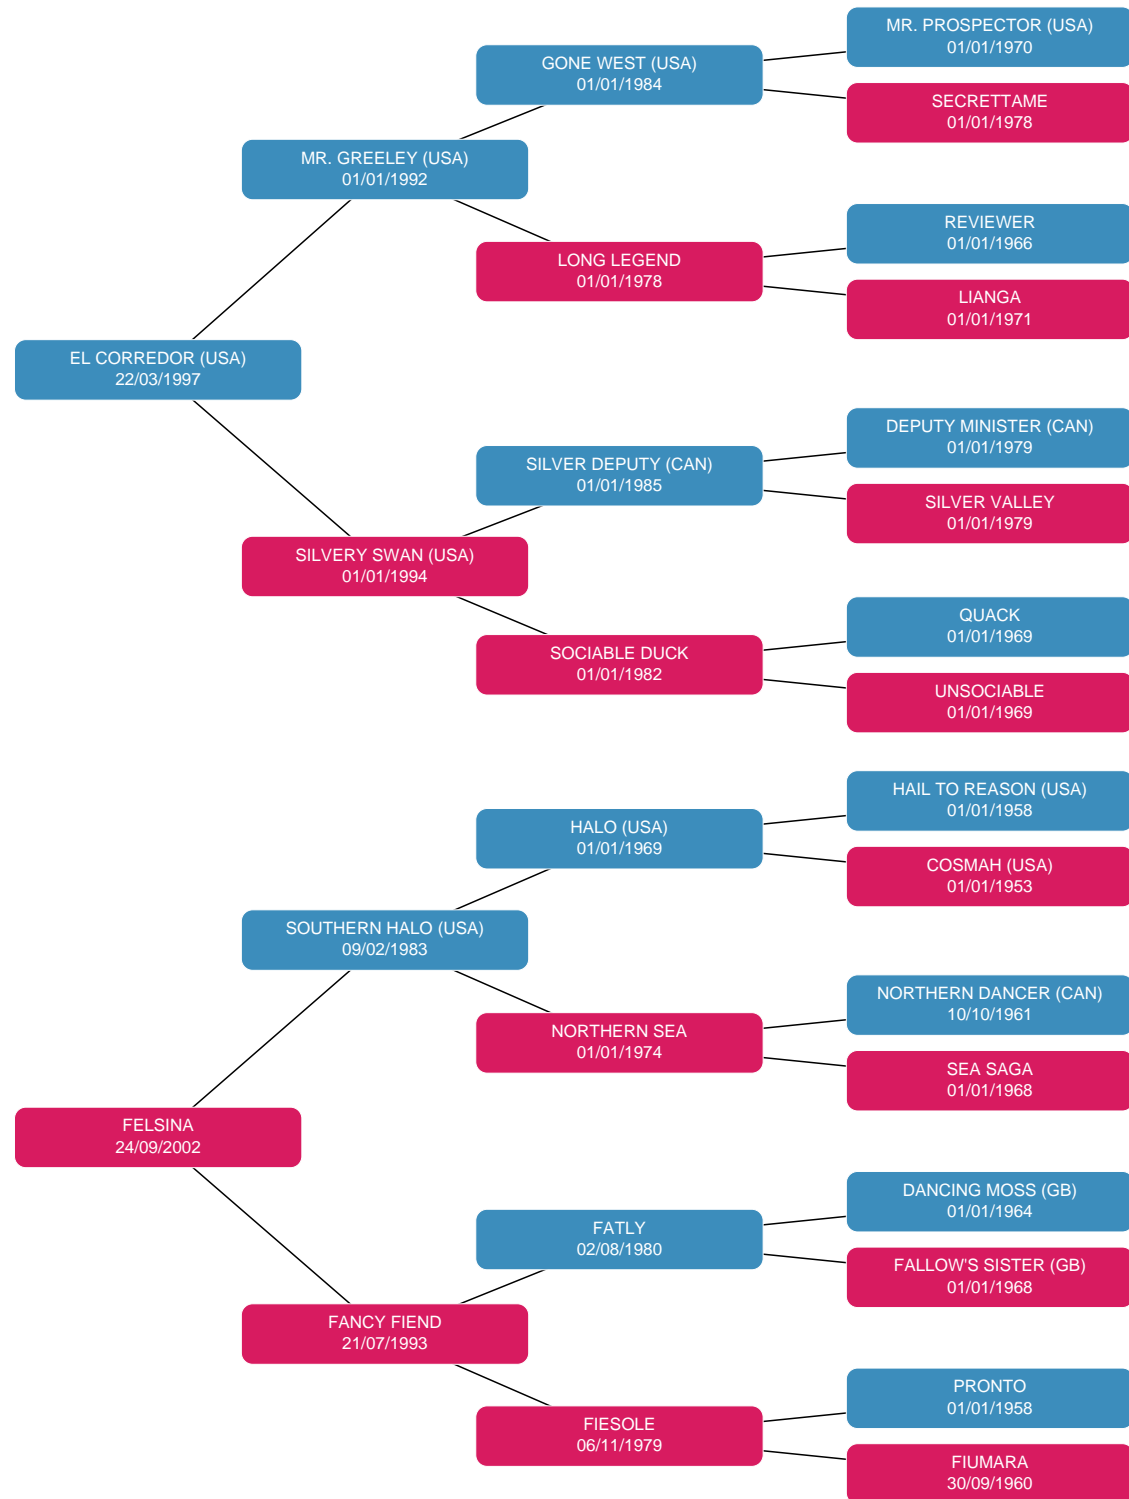 MR. PROSPECTOR (USA)
01/01/1970
GONE WEST (USA)
01/01/1984
SECRETTAME
01/01/1978
MR. GREELEY (USA)
01/01/1992
REVIEWER
01/01/1966
LONG LEGEND
01/01/1978
LIANGA
01/01/1971
EL CORREDOR (USA)
22/03/1997
DEPUTY MINISTER (CAN)
01/01/1979
SILVER DEPUTY (CAN)
01/01/1985
SILVER VALLEY
01/01/1979
SILVERY SWAN (USA)
01/01/1994
QUACK
01/01/1969
SOCIABLE DUCK
01/01/1982
UNSOCIABLE
01/01/1969
HAIL TO REASON (USA)
01/01/1958
HALO (USA)
01/01/1969
COSMAH (USA)
01/01/1953
SOUTHERN HALO (USA)
09/02/1983
NORTHERN DANCER (CAN)
10/10/1961
NORTHERN SEA
01/01/1974
SEA SAGA
01/01/1968
FELSINA
24/09/2002
DANCING MOSS (GB)
01/01/1964
FATLY
02/08/1980
FALLOW'S SISTER (GB)
01/01/1968
FANCY FIEND
21/07/1993
PRONTO
01/01/1958
FIESOLE
06/11/1979
FIUMARA
30/09/1960